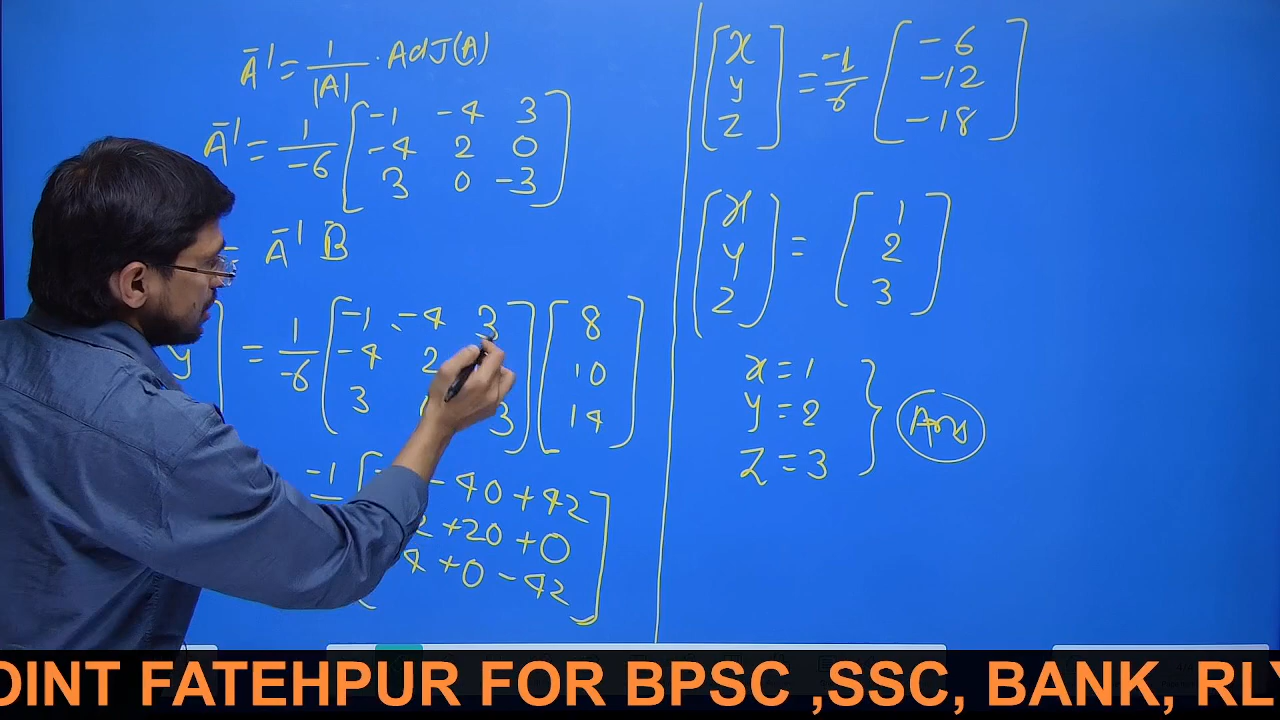 A⁻¹ = 1/|A| · AdJ(A)
A⁻¹ = 1/-6 [ -1 -4 3
-4 2 0
3 0 -3 ]
= A⁻¹ B
y = 1/-6 [ -1 -4 3
-4 2
3 3 ] [ 8
10
14 ]
-1 [ - 40 + 42
2 + 20 + 0
4 + 0 - 42 ]
[ x
y
z ] = -1/6 [ -6
-12
-18 ]
[ x
y
z ] = [ 1
2
3 ]
x = 1
y = 2
z = 3 } Ans
OINT FATEHPUR FOR BPSC ,SSC, BANK, RLY